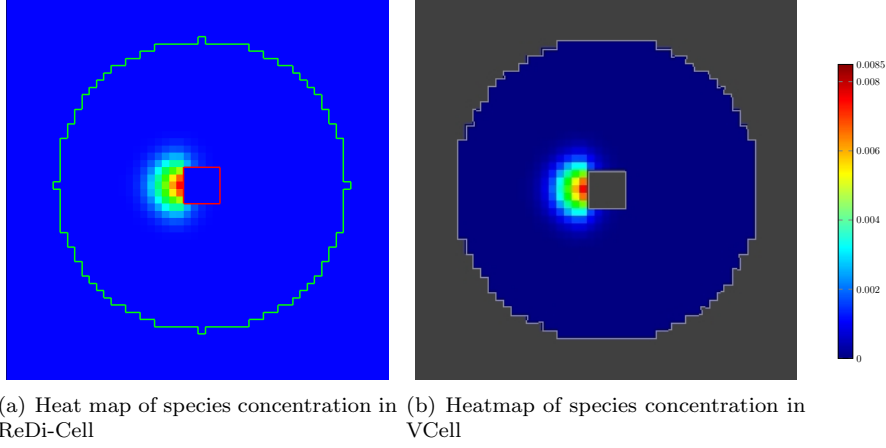 0.0085
0.008
0.006
0.004
0.002
0
(a) Heat map of species concentration in
ReDi-Cell
(b) Heatmap of species concentration in
VCell